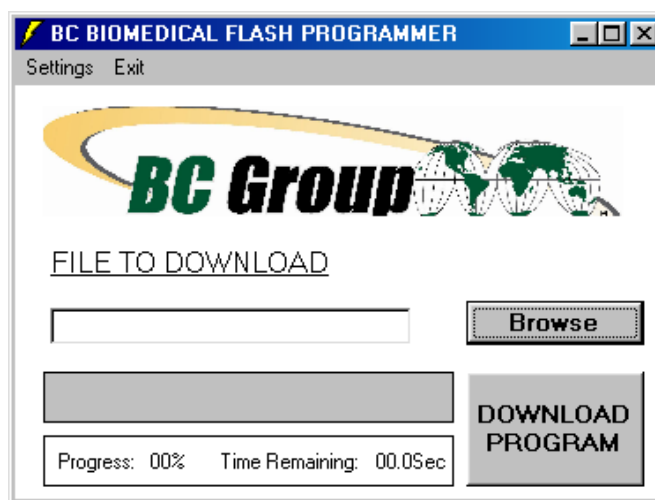 BC BIOMEDICAL FLASH PROGRAMMER
Settings Exit
BC Group
FILE TO DOWNLOAD
Browse
DOWNLOAD
PROGRAM
Progress: 00% Time Remaining: 00.0Sec